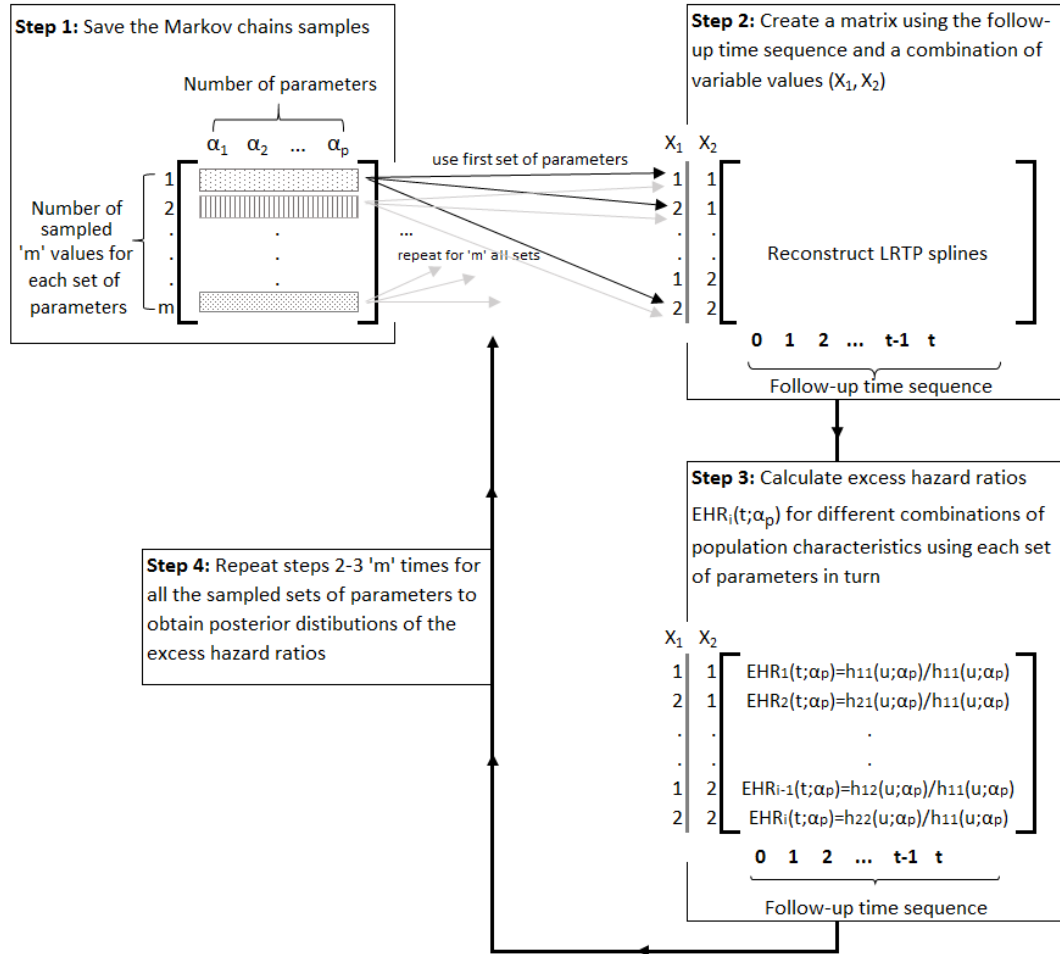 Step 1: Save the Markov chains samples
Number of parameters
α1 α2 ... αp
1
2
.
.
.
m
Number of
sampled
'm' values for
each set of
parameters
.
.
.
.
use first set of parameters
...
repeat for 'm' all sets
Step 2: Create a matrix using the follow-
up time sequence and a combination of
variable values (X1, X2)
X1 X2
1 1
2 1
. .
. .
1 2
2 2
Reconstruct LRTP splines
0 1 2 ... t-1 t
Follow-up time sequence
Step 3: Calculate excess hazard ratios
EHRi(t;αp) for different combinations of
population characteristics using each set
of parameters in turn
X1 X2
1 1 EHR1(t;αp)=h11(u;αp)/h11(u;αp)
2 1 EHR2(t;αp)=h21(u;αp)/h11(u;αp)
. . .
. . .
1 2 EHRi-1(t;αp)=h12(u;αp)/h11(u;αp)
2 2 EHRi(t;αp)=h22(u;αp)/h11(u;αp)
0 1 2 ... t-1 t
Follow-up time sequence
Step 4: Repeat steps 2-3 'm' times for
all the sampled sets of parameters to
obtain posterior distibutions of the
excess hazard ratios